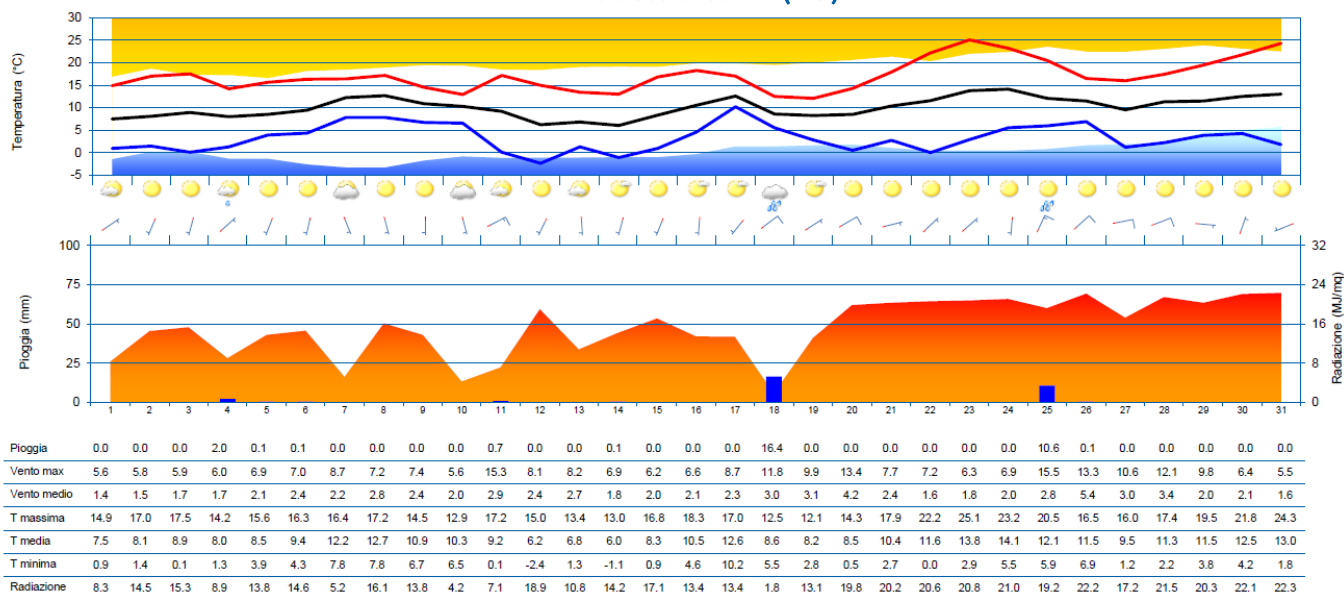 30
25
20
15
10
5
0
-5
Temperatura (°C)
100
75
50
25
0
Pioggia (mm)
32
24
16
8
0
Radiazione (MJ/mq)
1 2 3 4 5 6 7 8 9 10 11 12 13 14 15 16 17 18 19 20 21 22 23 24 25 26 27 28 29 30 31
Pioggia 0.0 0.0 0.0 2.0 0.1 0.1 0.0 0.0 0.0 0.0 0.7 0.0 0.0 0.1 0.0 0.0 0.0 16.4 0.0 0.0 0.0 0.0 0.0 0.0 10.6 0.1 0.0 0.0 0.0 0.0 0.0
Vento max 5.6 5.8 5.9 6.0 6.9 7.0 8.7 7.2 7.4 5.6 15.3 8.1 8.2 6.9 6.2 6.6 8.7 11.8 9.9 13.4 7.7 7.2 6.3 6.9 15.5 13.3 10.6 12.1 9.8 6.4 5.5
Vento medio 1.4 1.5 1.7 1.7 2.1 2.4 2.2 2.8 2.4 2.0 2.9 2.4 2.7 1.8 2.0 2.1 2.3 3.0 3.1 4.2 2.4 1.6 1.8 2.0 2.8 5.4 3.0 3.4 2.0 2.1 1.6
T massima 14.9 17.0 17.5 14.2 15.6 16.3 16.4 17.2 14.5 12.9 17.2 15.0 13.4 13.0 16.8 18.3 17.0 12.5 12.1 14.3 17.9 22.2 25.1 23.2 20.5 16.5 16.0 17.4 19.5 21.8 24.3
T media 7.5 8.1 8.9 8.0 8.5 9.4 12.2 12.7 10.9 10.3 9.2 6.2 6.8 6.0 8.3 10.5 12.6 8.6 8.2 8.5 10.4 11.6 13.8 14.1 12.1 11.5 9.5 11.3 11.5 12.5 13.0
T minima 0.9 1.4 0.1 1.3 3.9 4.3 7.8 7.8 6.7 6.5 0.1 -2.4 1.3 -1.1 0.9 4.6 10.2 5.5 2.8 0.5 2.7 0.0 2.9 5.5 5.9 6.9 1.2 2.2 3.8 4.2 1.8
Radiazione 8.3 14.5 15.3 8.9 13.8 14.6 5.2 16.1 13.8 4.2 7.1 18.9 10.8 14.2 17.1 13.4 13.4 1.8 13.1 19.8 20.2 20.6 20.8 21.0 19.2 22.2 17.2 21.5 20.3 22.1 22.3